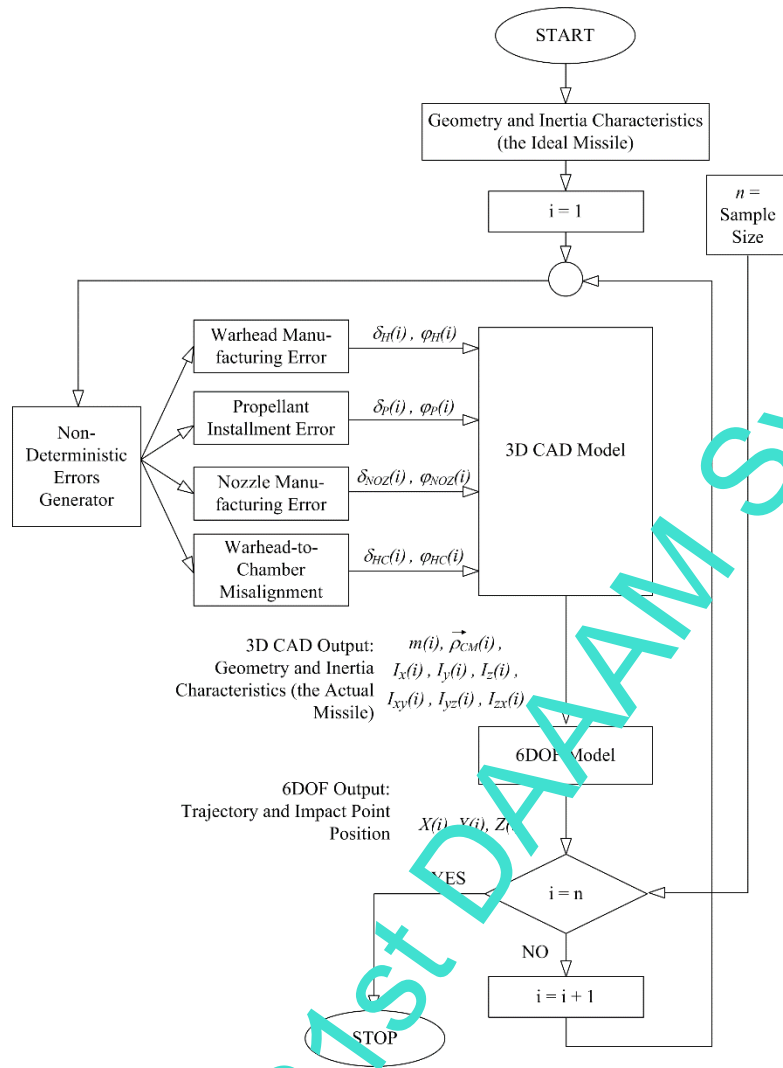 START
Geometry and Inertia Characteristics
(the Ideal Missile)
i = 1
n =
Sample
Size
Non-
Deterministic
Errors
Generator
Warhead Manu-
facturing Error
δH(i) , φH(i)
Propellant
Installment Error
δP(i) , φP(i)
Nozzle Manu-
facturing Error
δNOZ(i) , φNOZ(i)
Warhead-to-
Chamber
Misalignment
δHC(i) , φHC(i)
3D CAD Model
3D CAD Output:
Geometry and Inertia
Characteristics (the Actual
Missile)
m(i), ρCM(i) ,
Ix(i) , Iy(i) , Iz(i) ,
Ixy(i) , Iyz(i) , Izx(i)
6DOF Model
6DOF Output:
Trajectory and Impact Point
Position
X(i), Y(i), Z(
i = n
YES
NO
i = i + 1
STOP
1st DAAAM Sy